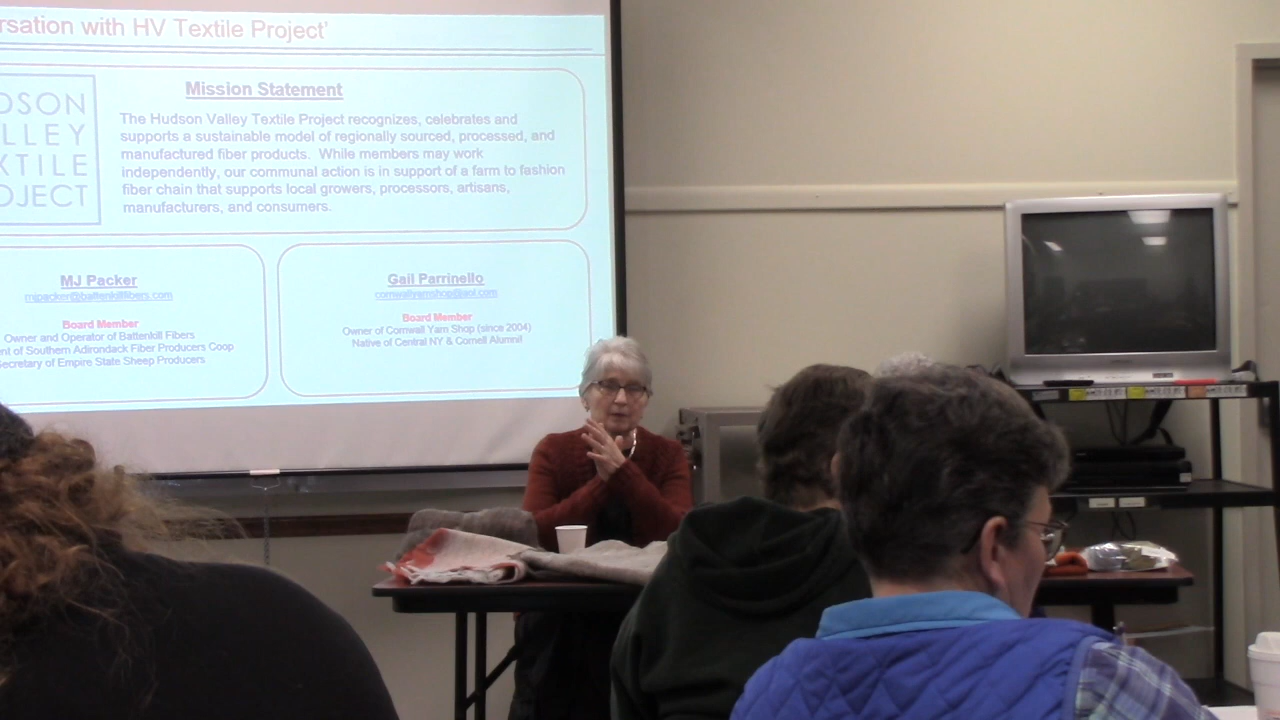 rsation with HV Textile Project'
DSON
LLEY
XTILE
OJECT
Mission Statement
The Hudson Valley Textile Project recognizes, celebrates and
supports a sustainable model of regionally sourced, processed, and
manufactured fiber products. While members may work
independently, our communal action is in support of a farm to fashion
fiber chain that supports local growers, processors, artisans,
manufacturers, and consumers.
MJ Packer
mjpacker@battenkillfibers.com
Board Member
Owner and Operator of Battenkill Fibers
ent of Southern Adirondack Fiber Producers Coop
Secretary of Empire State Sheep Producers
Gail Parrinello
cornwallyarnshop@aol.com
Board Member
Owner of Cornwall Yarn Shop (since 2004)
Native of Central NY & Cornell Alumni!